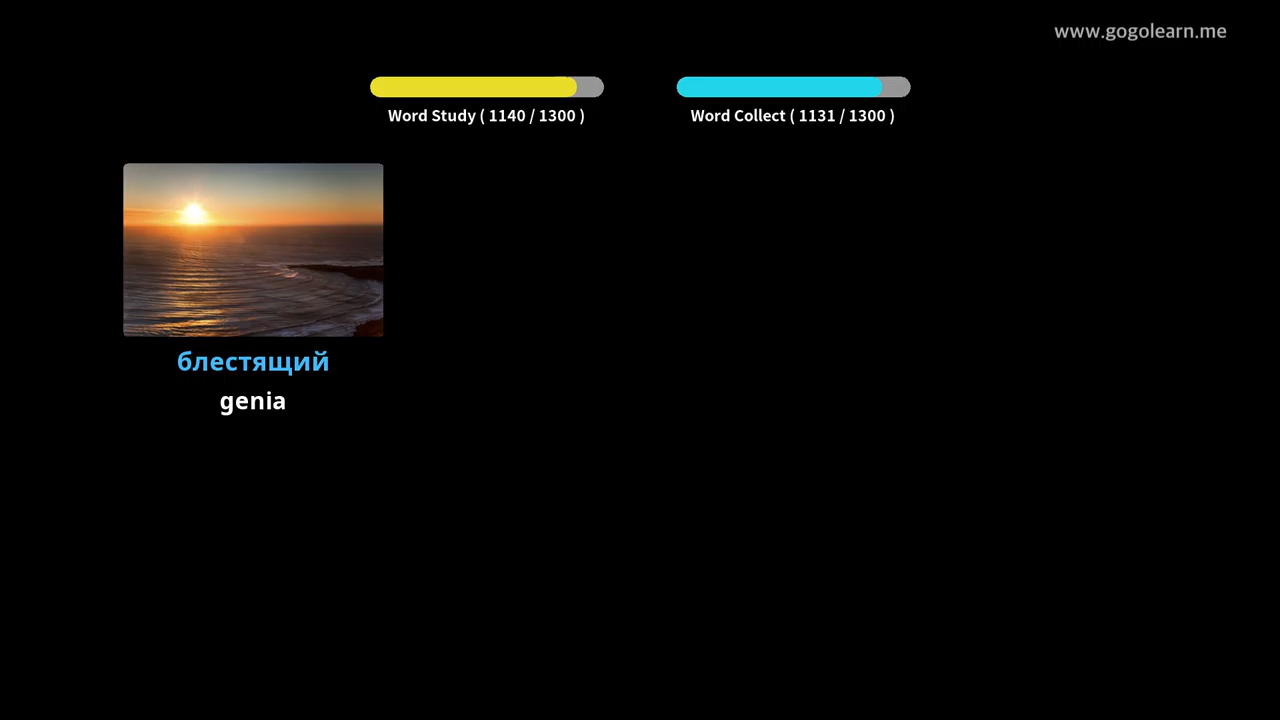 www.gogolearn.me
Word Study ( 1140 / 1300 )
Word Collect ( 1131 / 1300 )
блестящий
genia